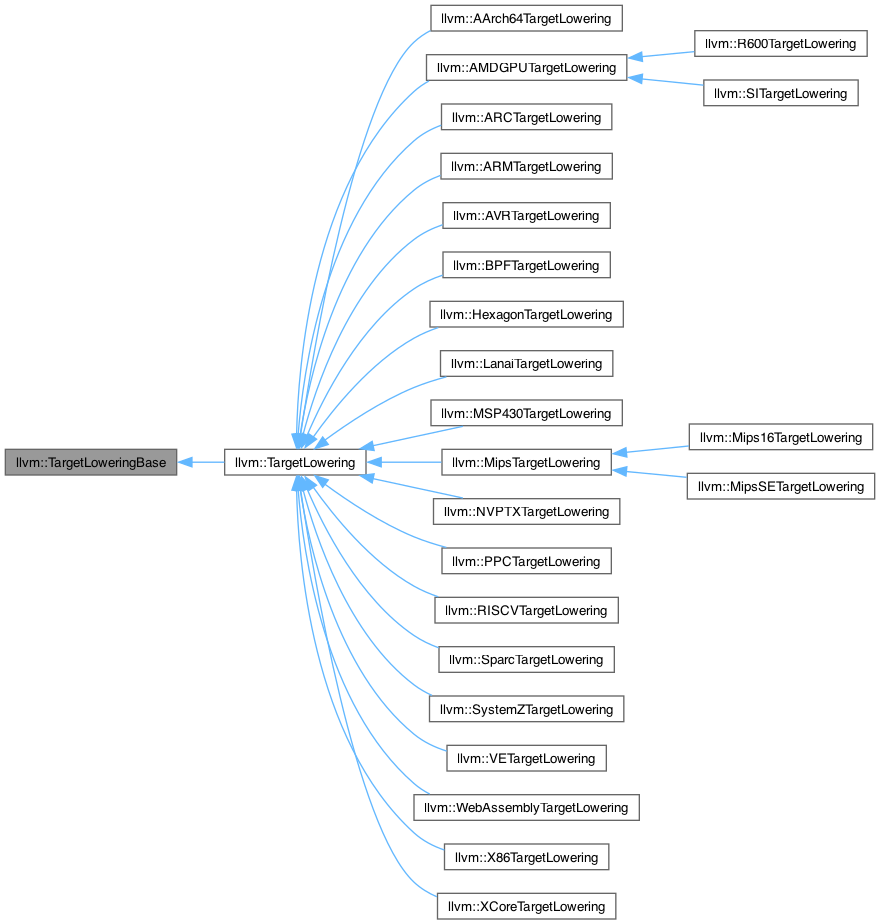 llvm::AArch64TargetLowering
llvm::R600TargetLowering
llvm::AMDGPUTargetLowering
llvm::SITargetLowering
llvm::ARCTargetLowering
llvm::ARMTargetLowering
llvm::AVRTargetLowering
llvm::BPFTargetLowering
llvm::HexagonTargetLowering
llvm::LanaiTargetLowering
llvm::MSP430TargetLowering
llvm::Mips16TargetLowering
llvm::TargetLoweringBase
llvm::TargetLowering
llvm::MipsTargetLowering
llvm::MipsSETargetLowering
llvm::NVPTXTargetLowering
llvm::PPCTargetLowering
llvm::RISCVTargetLowering
llvm::SparcTargetLowering
llvm::SystemZTargetLowering
llvm::VETargetLowering
llvm::WebAssemblyTargetLowering
llvm::X86TargetLowering
llvm::XCoreTargetLowering